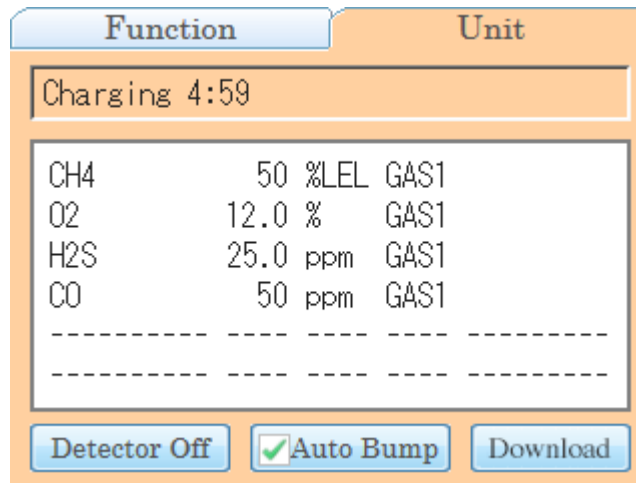 Function Unit
Charging 4:59
CH4 50 %LEL GAS1
O2 12.0 % GAS1
H2S 25.0 ppm GAS1
CO 50 ppm GAS1
---------- ---- ---- ---- ---------
---------- ---- ---- ---- ---------
Detector Off Auto Bump Download